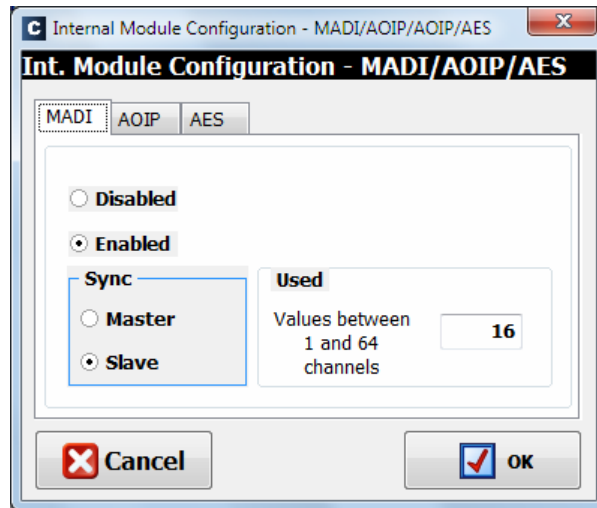 C Internal Module Configuration - MADI/AOIP/AOIP/AES
Int. Module Configuration - MADI/AOIP/AES
MADI AOIP AES
Disabled
Enabled
Sync
Master
Slave
Used
Values between
1 and 64
channels
16
Cancel
OK